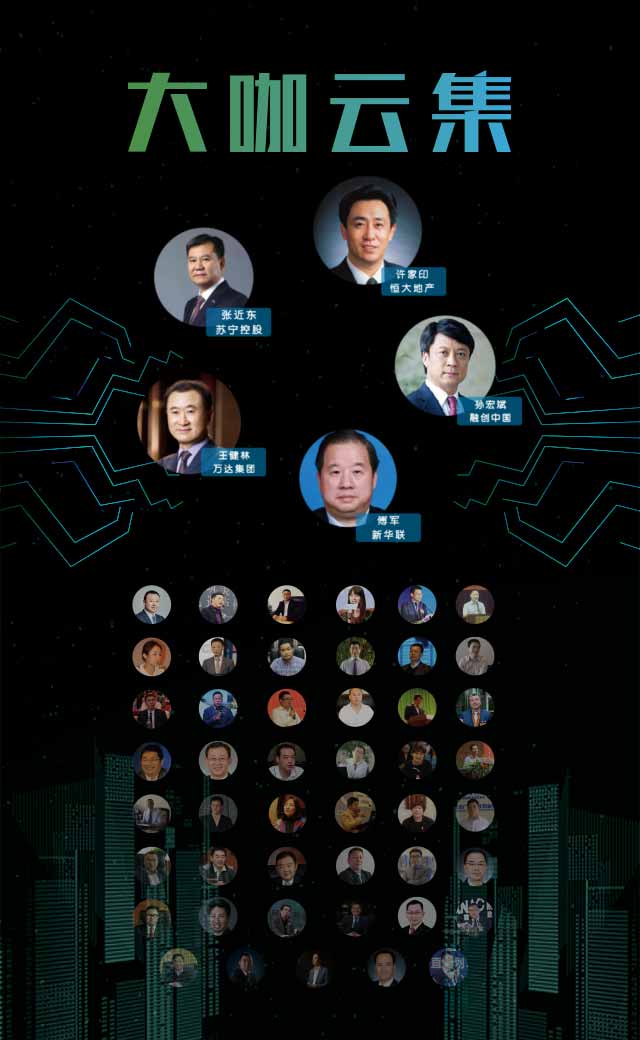 大咖云集
许家印
恒大地产
张近东
苏宁控股
孙宏斌
融创中国
王健林
万达集团
傅军
新华联